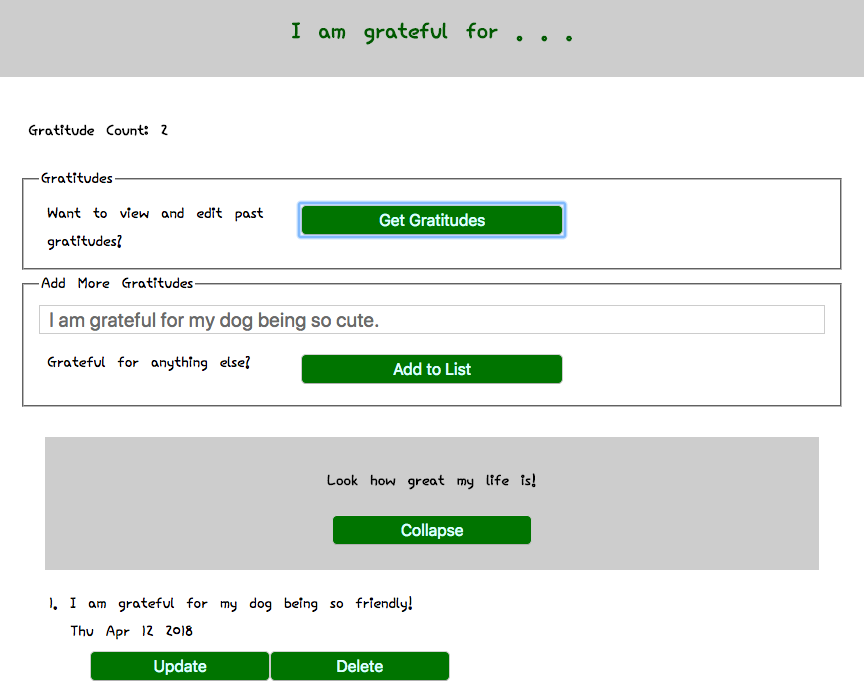 I am grateful for . . .
Gratitude Count: 2
Gratitudes
Want to view and edit past
gratitudes?
Get Gratitudes
Add More Gratitudes
I am grateful for my dog being so cute.
Grateful for anything else?
Add to List
Look how great my life is!
Collapse
1. I am grateful for my dog being so friendly!
Thu Apr 12 2018
Update Delete